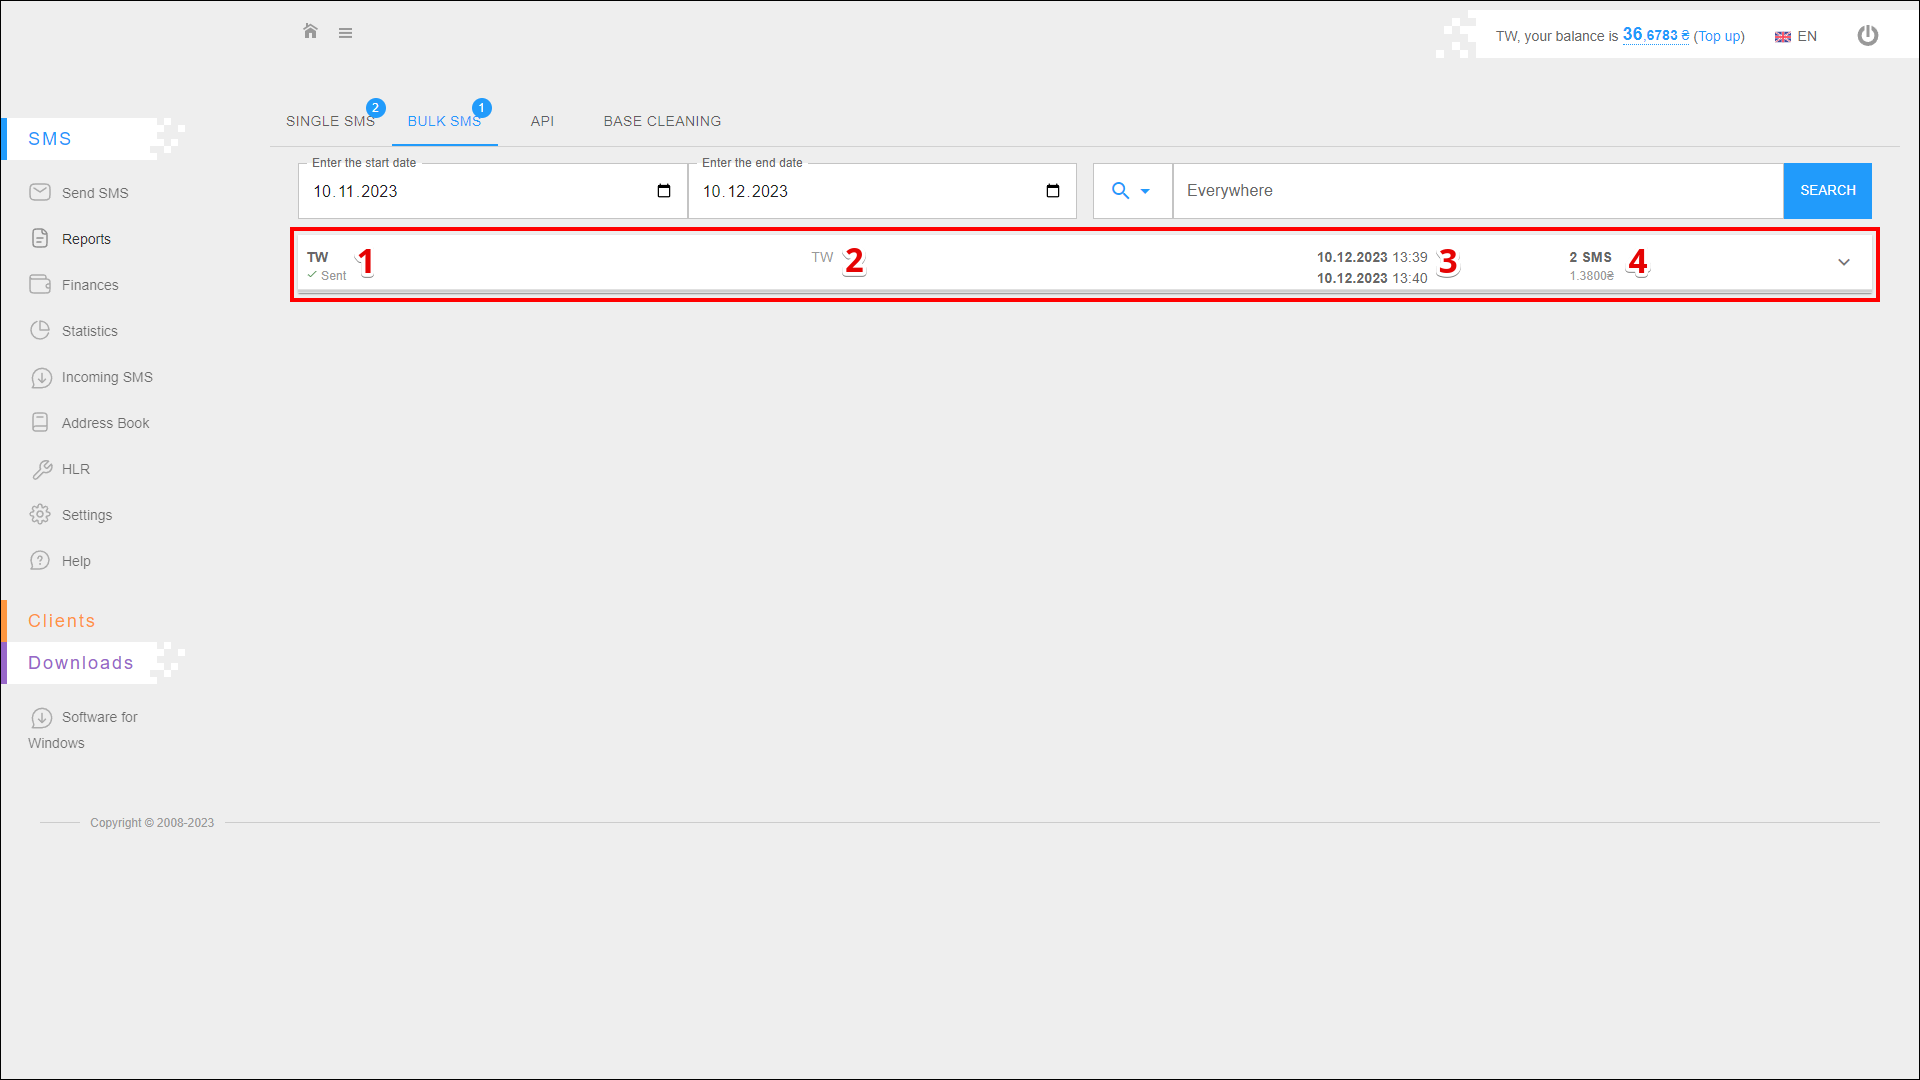 TW, your balance is 36,6783 ₴ (Top up)
EN
SMS
Send SMS
Reports
Finances
Statistics
Incoming SMS
Address Book
HLR
Settings
Help
Clients
Downloads
Software for
Windows
SINGLE SMS 2
BULK SMS 1
API
BASE CLEANING
Enter the start date
10.11.2023
Enter the end date
10.12.2023
Everywhere
SEARCH
TW 1
Sent
TW 2
10.12.2023 13:39 3
10.12.2023 13:40
2 SMS 4
1.3800₴
Copyright © 2008-2023